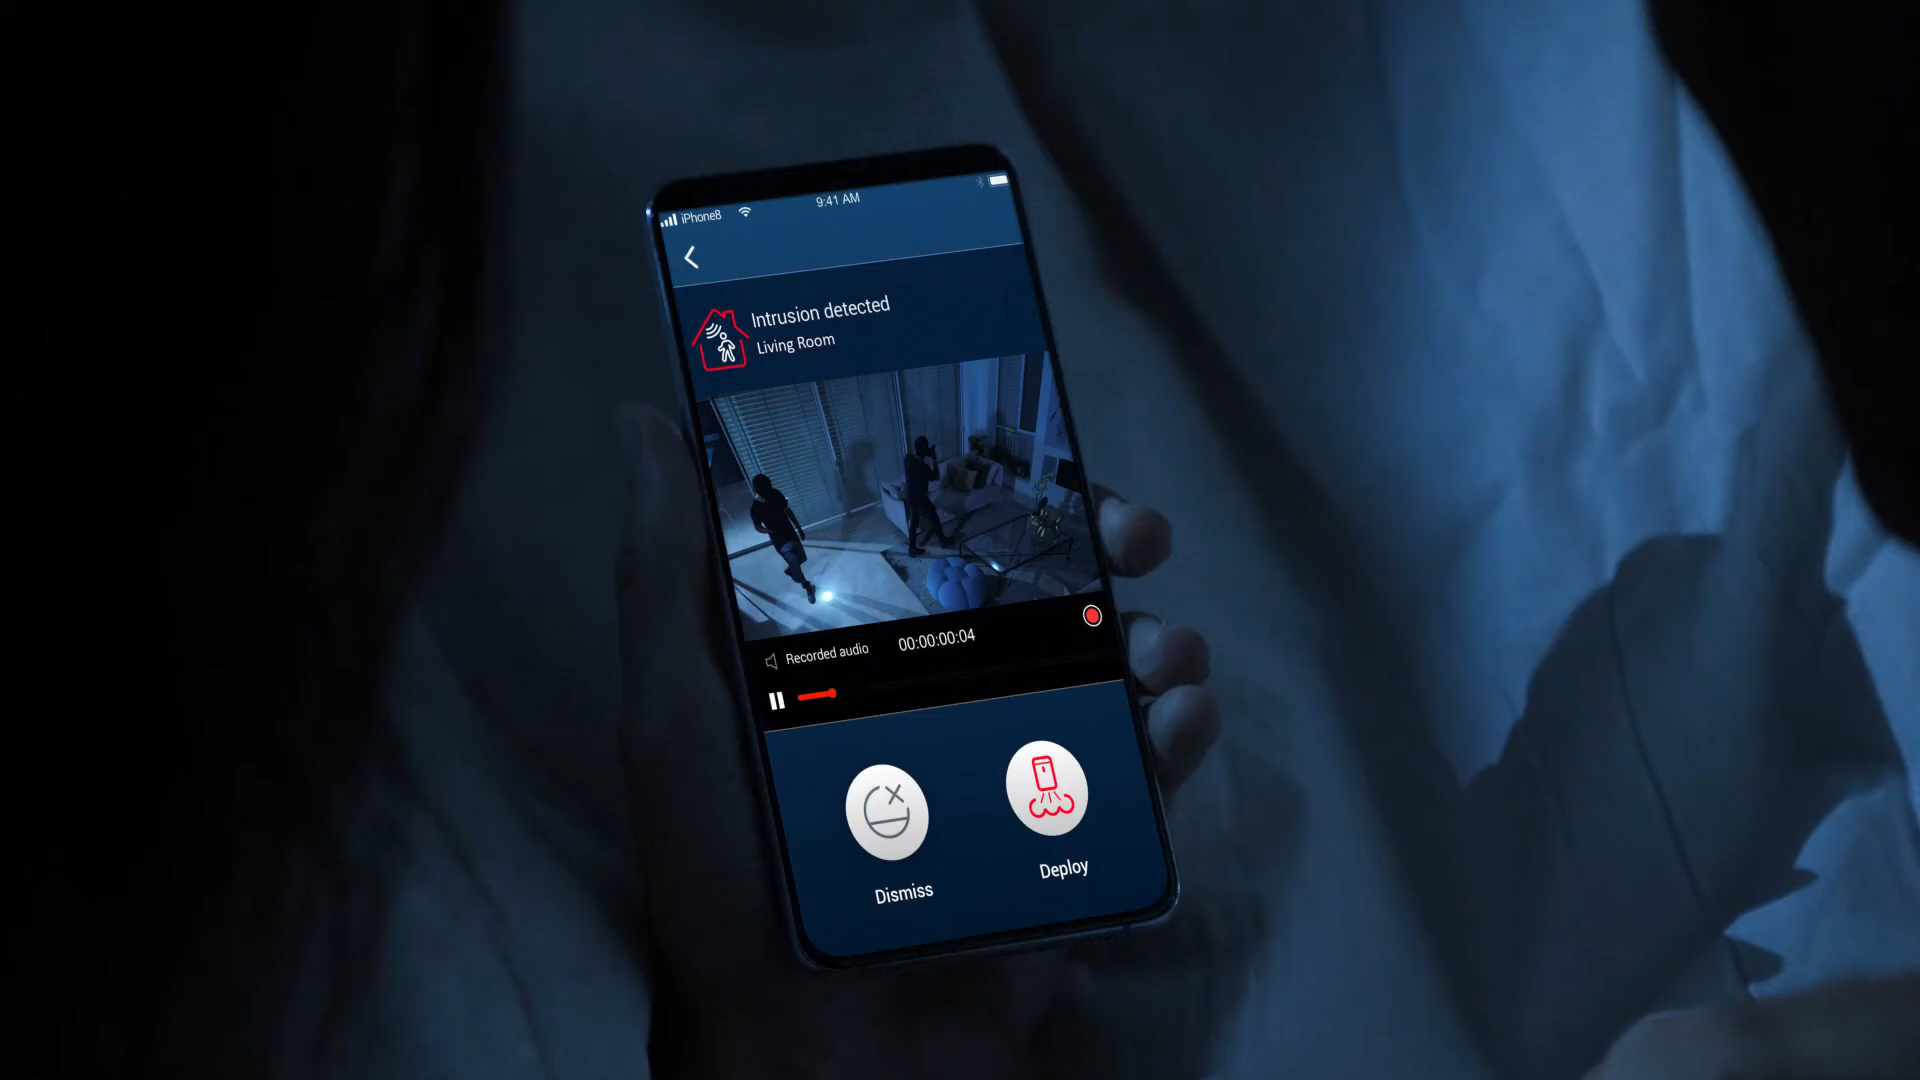 iPhone8
9:41 AM
Intrusion detected
Living Room
Recorded audio
00:00:00:04
Dismiss
Deploy